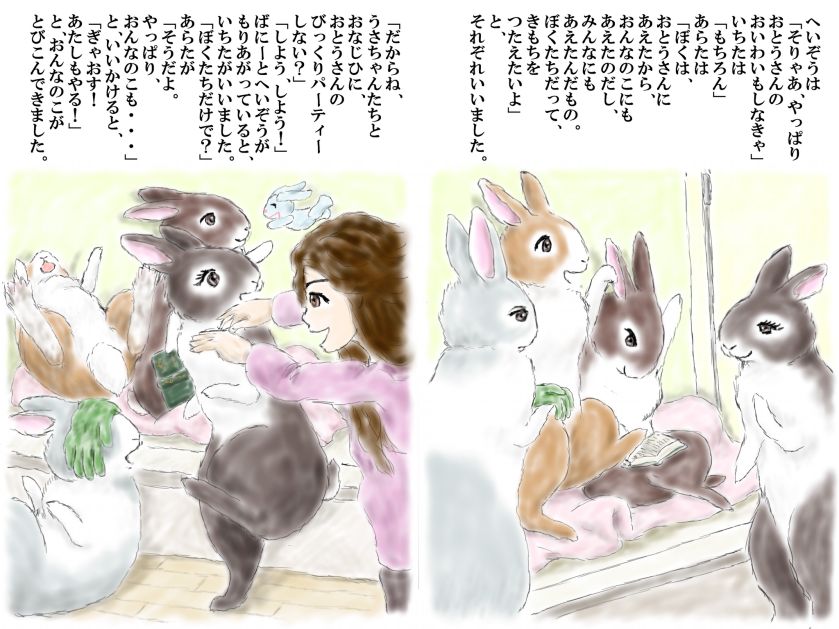 へいぞうは
「そりゃあ、やっぱり
おとうさんの
おいわいもしなきゃ」
いちたは
「もちろん」
あらたは
「ぼくは、
おとうさんに
あえたから、
おんなのこにも
あえたのだし、
みんなにも
あえたんだもの。
ぼくたちだって、
きもちを
つたえたいよ」
と、
それぞれいいました。
「だからね、
うさちゃんたちと
おなじひに、
おとうさんの
びっくりパーティー
しない？」
「しよう、しよう！」
ばにーとへいぞうが
もりあがっていると、
いちたがいいました。
「ぼくたちだけで？」
あらたが
「そうだよ。
やっぱり
おんなのこも・・・」
と、いいかけると、
「ぎゃおす！
あたしもやる！」
と、おんなのこが
とびこんできました。